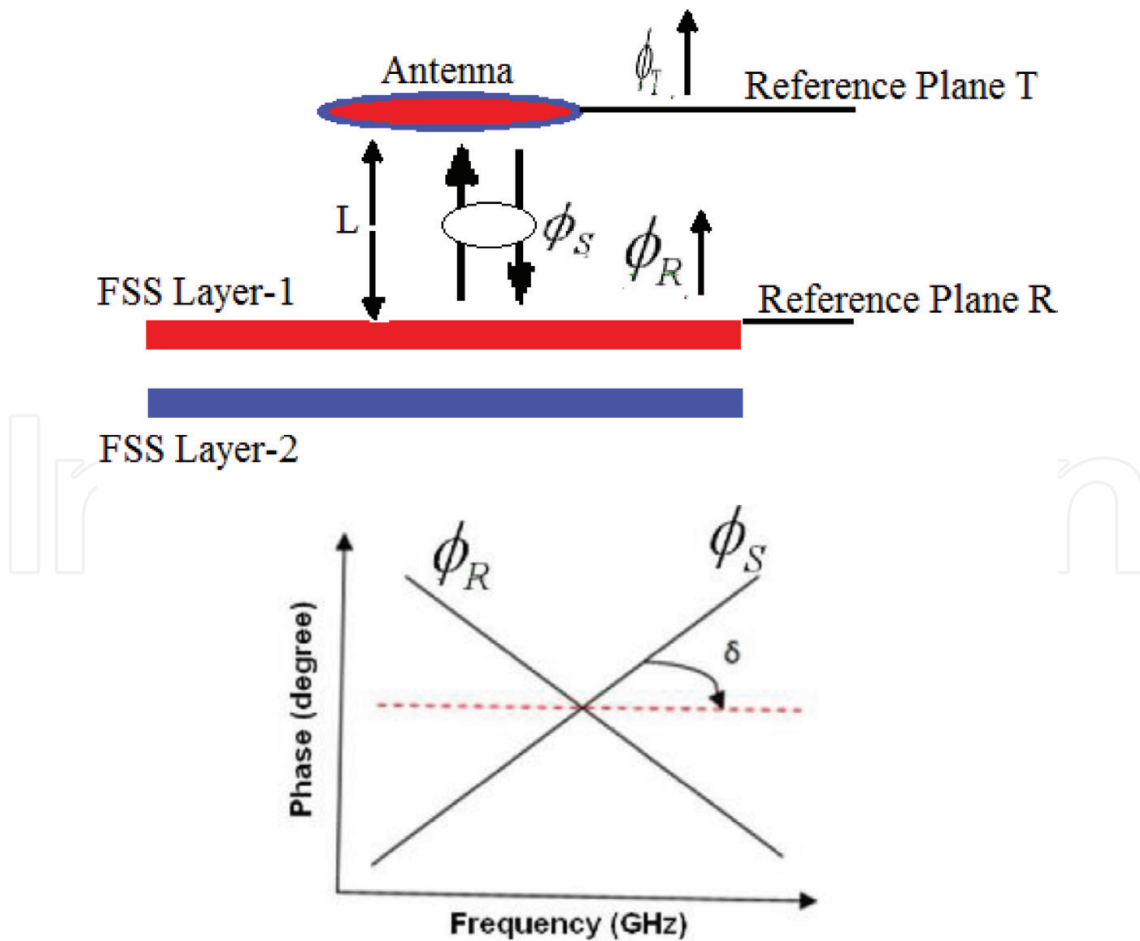 Antenna
ϕT
Reference Plane T
L
ϕS
ϕR
FSS Layer-1
Reference Plane R
FSS Layer-2
ϕR
ϕS
δ
Phase (degree)
Frequency (GHz)